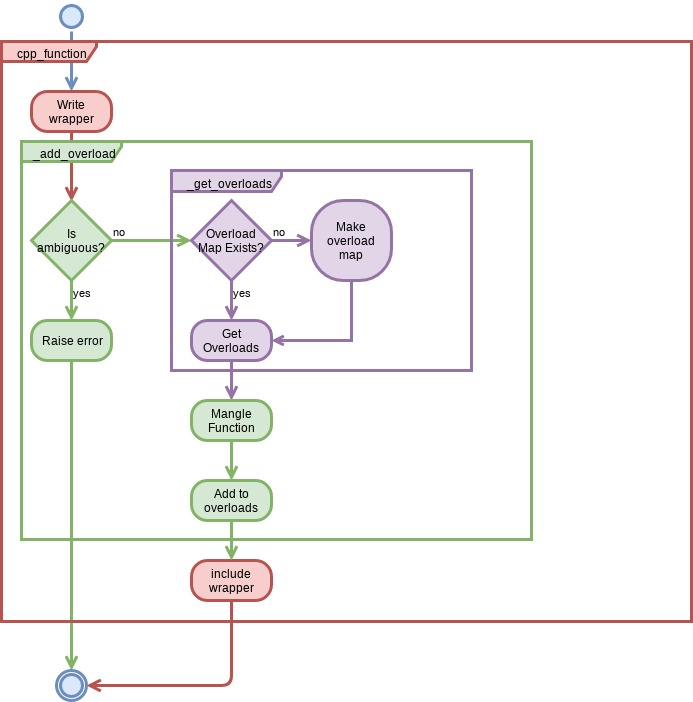 cpp_function
Write
wrapper
_add_overload
_get_overloads
Is
ambiguous?
no
Overload
Map Exists?
no
Make
overload
map
yes
yes
Raise error
Get
Overloads
Mangle
Function
Add to
overloads
include
wrapper